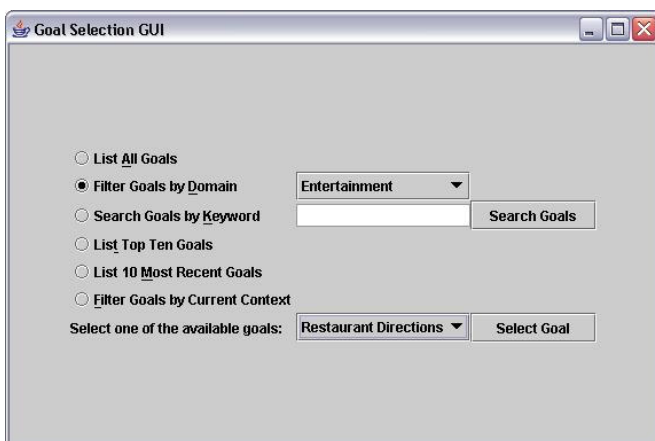 Goal Selection GUI
List All Goals
Filter Goals by Domain Entertainment
Search Goals by Keyword Search Goals
List Top Ten Goals
List 10 Most Recent Goals
Filter Goals by Current Context
Select one of the available goals: Restaurant Directions Select Goal